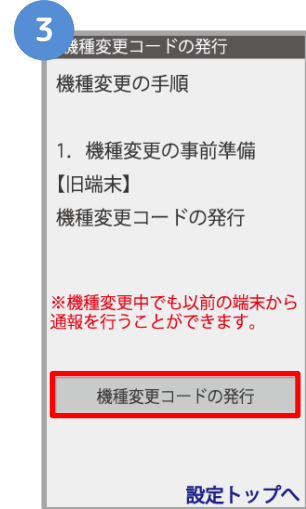 3
機種変更コードの発行
機種変更の手順
1. 機種変更の事前準備
【旧端末】
機種変更コードの発行
※機種変更中でも以前の端末から
通報を行うことができます。
機種変更コードの発行
設定トップへ